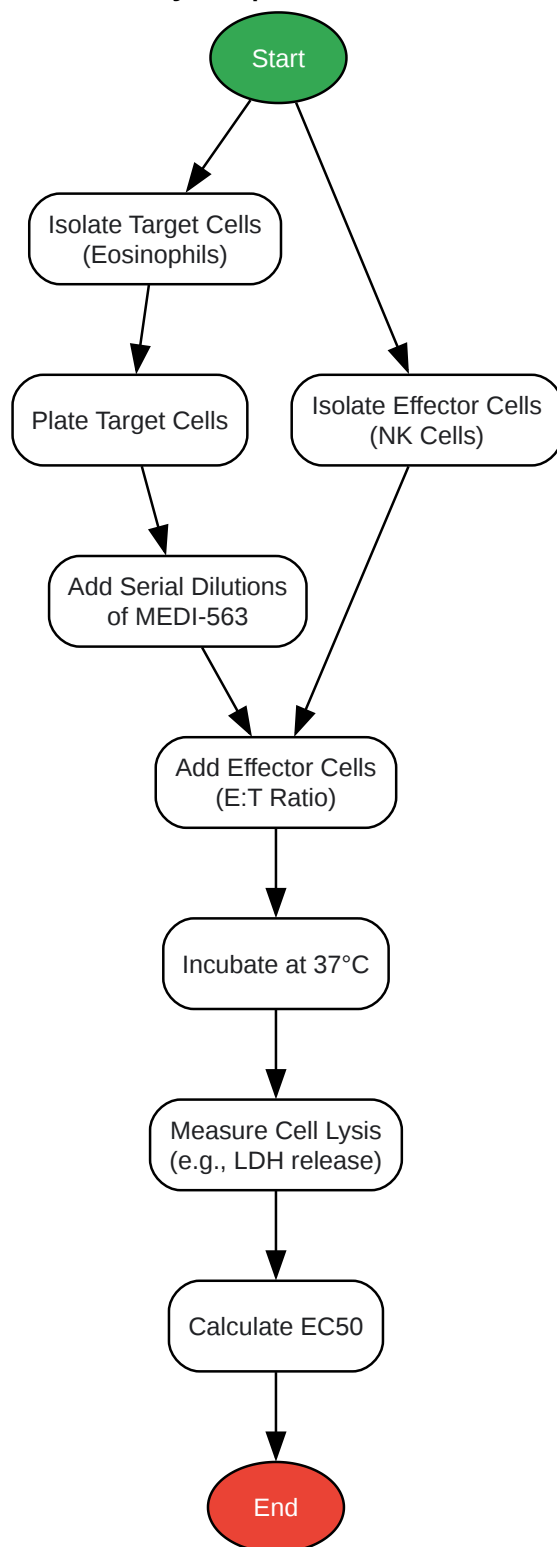 Start
Isolate Target Cells
(Eosinophils)
Plate Target Cells
Isolate Effector Cells
(NK Cells)
Add Serial Dilutions
of MEDI-563
Add Effector Cells
(E:T Ratio)
Incubate at 37°C
Measure Cell Lysis
(e.g., LDH release)
Calculate EC50
End